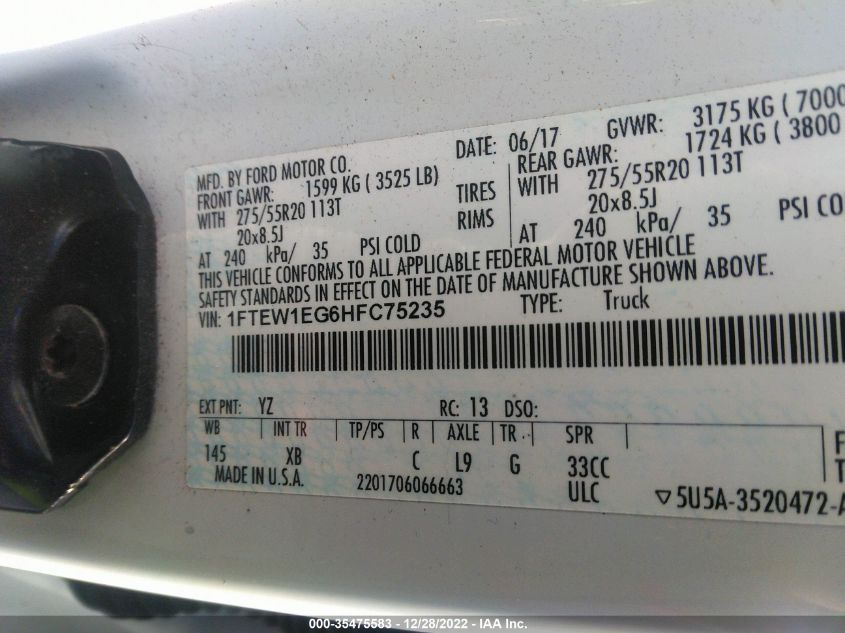 MFD. BY FORD MOTOR CO. DATE: 06/17 GVWR: 3175 KG ( 7000
FRONT GAWR: 1599 KG ( 3525 LB) REAR GAWR: 1724 KG ( 3800
WITH 275/55R20 113T TIRES WITH 275/55R20 113T
20x8.5J RIMS 20x8.5J
AT 240 kPa/ 35 PSI COLD AT 240 kPa/ 35 PSI CO
THIS VEHICLE CONFORMS TO ALL APPLICABLE FEDERAL MOTOR VEHICLE
SAFETY STANDARDS IN EFFECT ON THE DATE OF MANUFACTURE SHOWN ABOVE.
VIN: 1FTEW1EG6HFC75235 TYPE: Truck
EXT PNT: YZ RC: 13 DSO:
WB INT TR TP/PS R AXLE TR SPR
145 XB C L9 G 33CC
MADE IN U.S.A. 2201706066663 ULC 5U5A-3520472-A
000-35475583 - 12/28/2022 - IAA Inc.